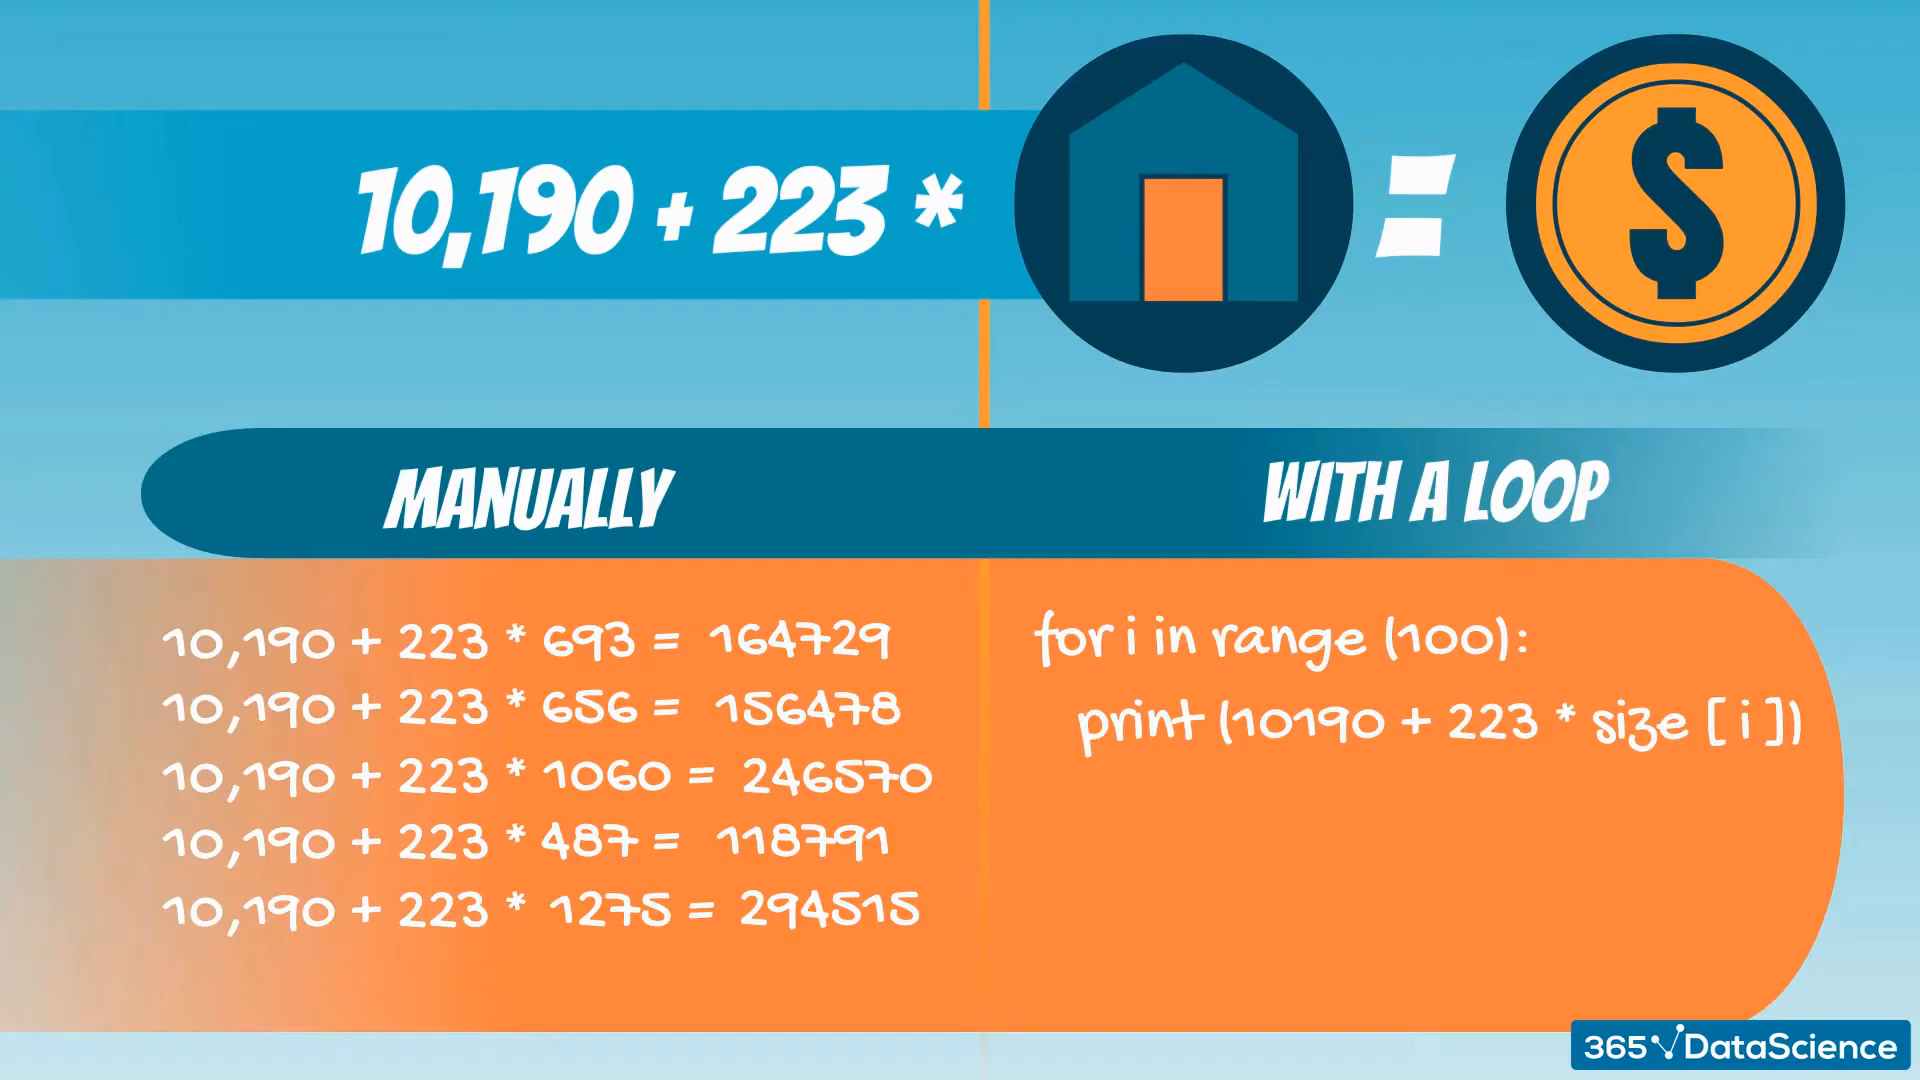 10,190 + 223 * =
MANUALLY
WITH A LOOP
10,190 + 223 * 693 = 164729
10,190 + 223 * 656 = 156478
10,190 + 223 * 1060 = 246570
10,190 + 223 * 487 = 118791
10,190 + 223 * 1275 = 294515
for i in range (100):
print (10190 + 223 * size [ i ])
365 DataScience